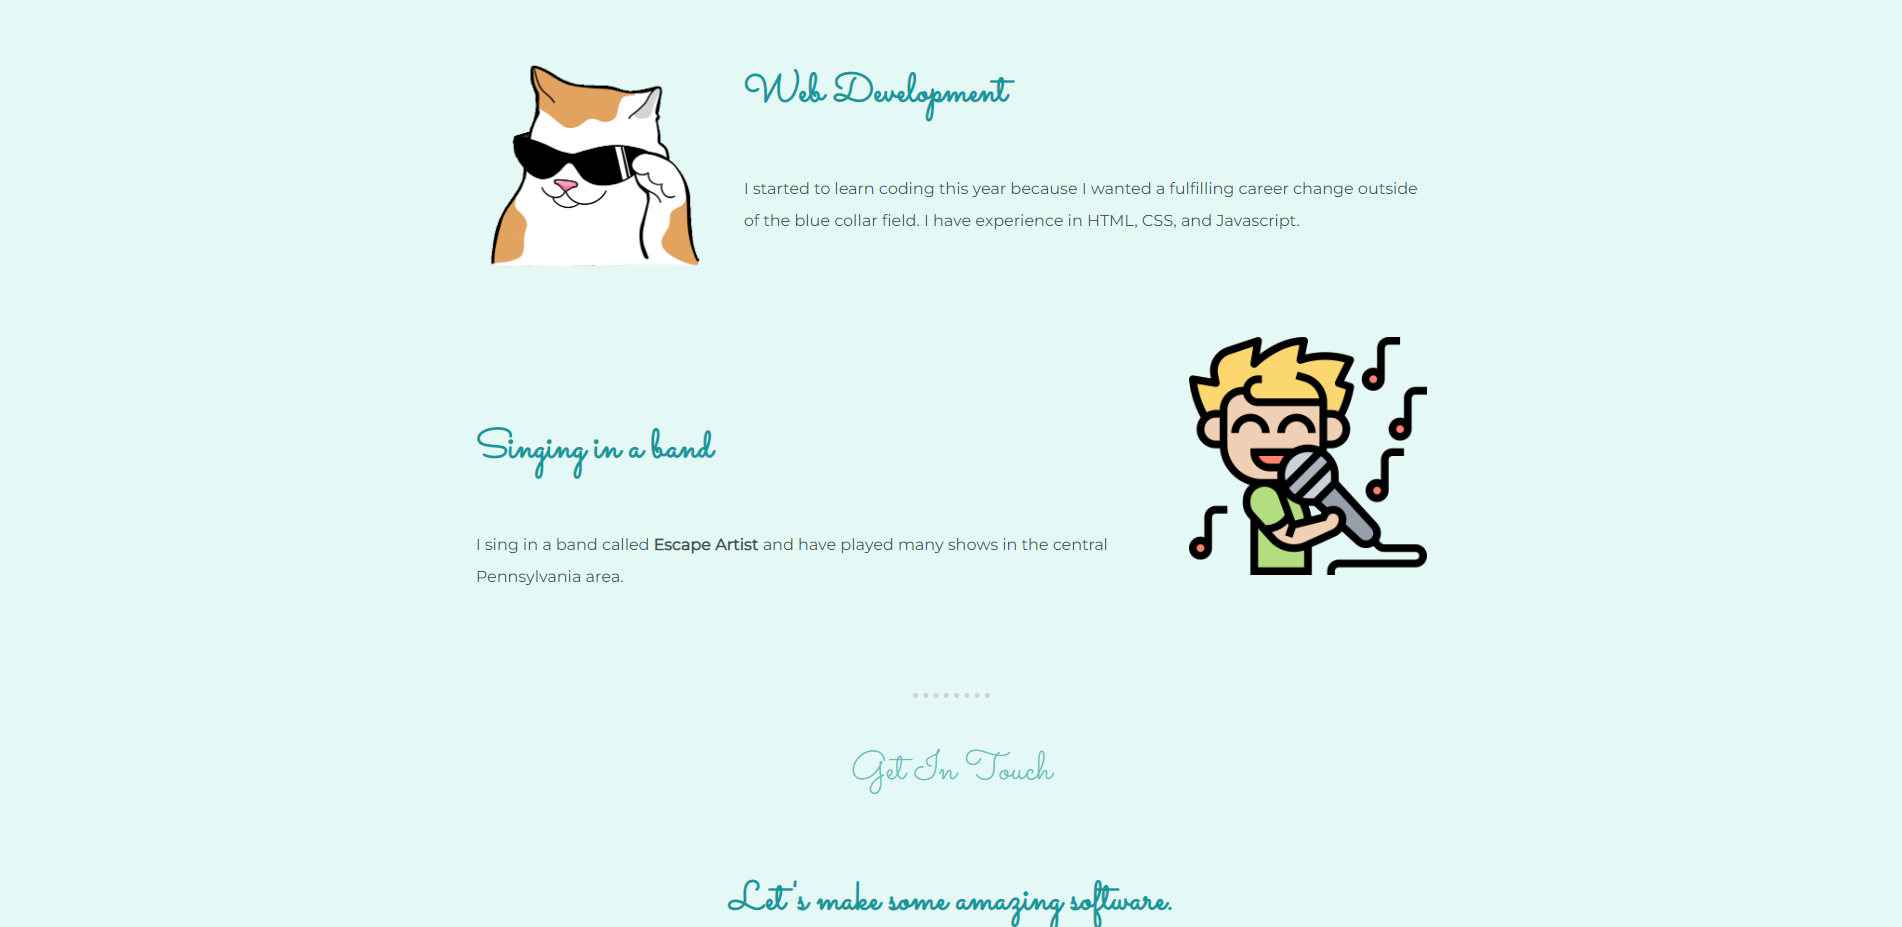 Web Development
I started to learn coding this year because I wanted a fulfilling career change outside
of the blue collar field. I have experience in HTML, CSS, and Javascript.
Singing in a band
I sing in a band called Escape Artist and have played many shows in the central
Pennsylvania area.
Get In Touch
Let's make some amazing software.